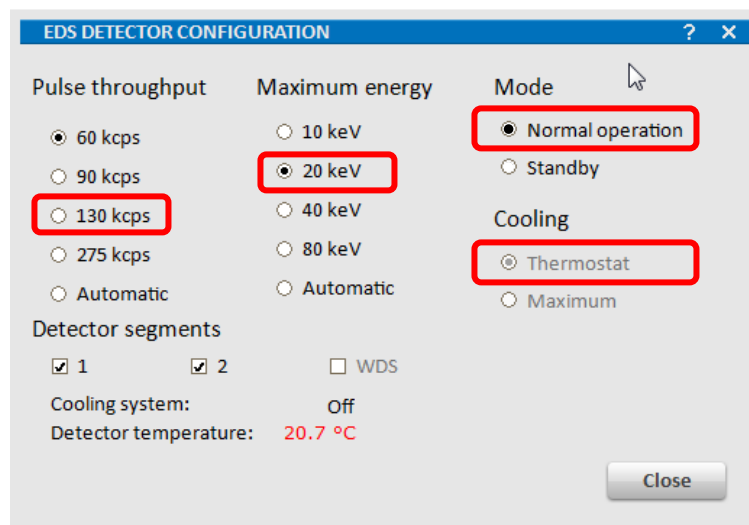 EDS DETECTOR CONFIGURATION ? ×
Pulse throughput
60 kcps
90 kcps
130 kcps
275 kcps
Automatic
Maximum energy
10 keV
20 keV
40 keV
80 keV
Automatic
Mode
Normal operation
Standby
Cooling
Thermostat
Maximum
Detector segments
1 2 WDS
Cooling system: Off
Detector temperature: 20.7 °C
Close